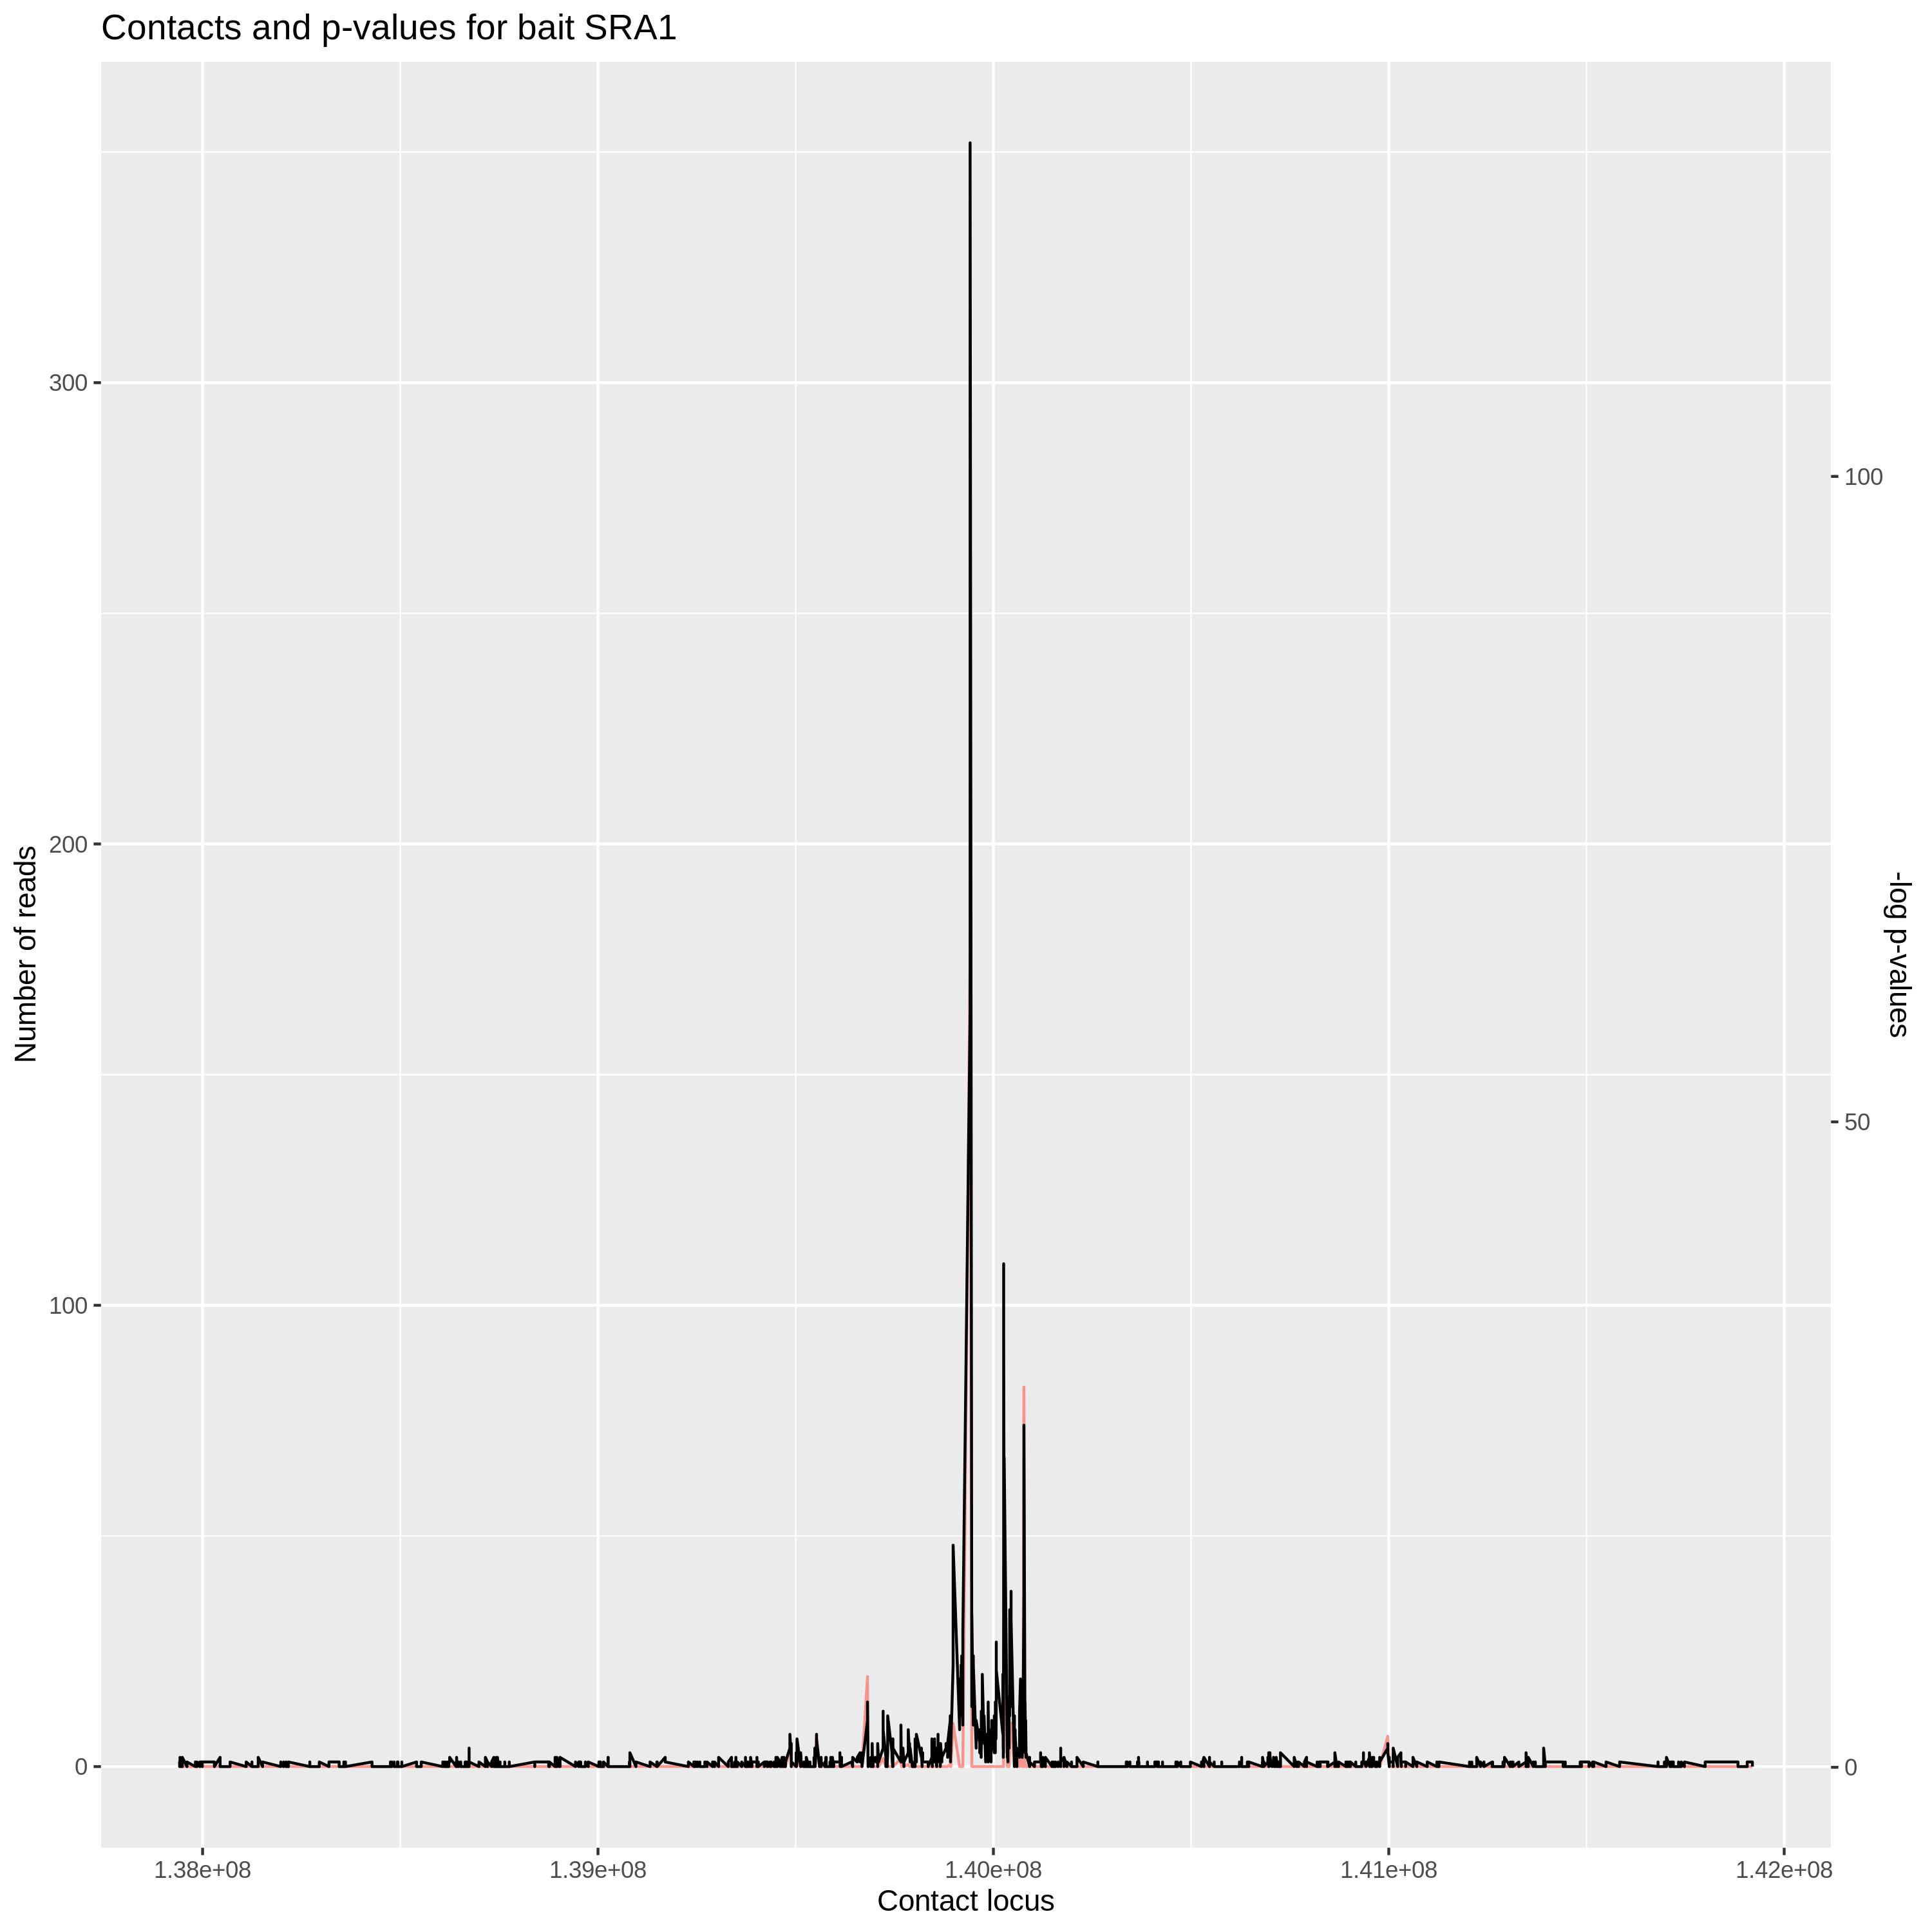 Contacts and p-values for bait SRA1
Number of reads
300
200
100
0
100
50
0
-log p-values
1.38e+08
1.39e+08
1.40e+08
1.41e+08
1.42e+08
Contact locus